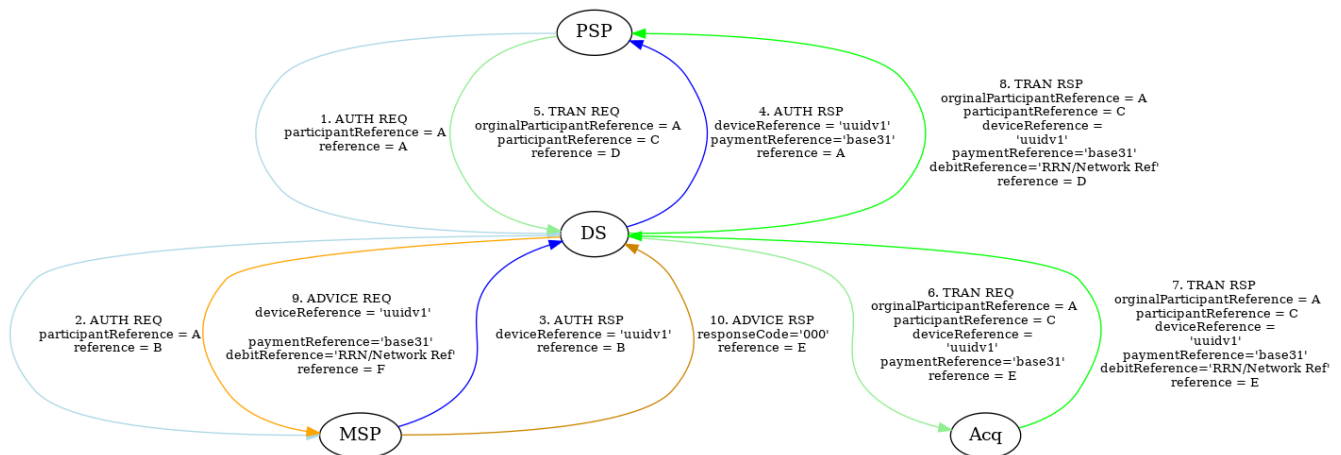 PSP
1. AUTH REQ
participantReference = A
reference = A
5. TRAN REQ
orginalParticipantReference = A
participantReference = C
reference = D
4. AUTH RSP
deviceReference = 'uuidv1'
paymentReference='base31'
reference = A
8. TRAN RSP
orginalParticipantReference = A
participantReference = C
deviceReference =
'uuidv1'
paymentReference='base31'
debitReference='RRN/Network Ref'
reference = D
DS
2. AUTH REQ
participantReference = A
reference = B
9. ADVICE REQ
deviceReference = 'uuidv1'
paymentReference='base31'
debitReference='RRN/Network Ref'
reference = F
3. AUTH RSP
deviceReference = 'uuidv1'
reference = B
10. ADVICE RSP
responseCode='000'
reference = E
6. TRAN REQ
orginalParticipantReference = A
participantReference = C
deviceReference =
'uuidv1'
paymentReference='base31'
reference = E
7. TRAN RSP
orginalParticipantReference = A
participantReference = C
deviceReference =
'uuidv1'
paymentReference='base31'
debitReference='RRN/Network Ref'
reference = E
MSP
Acq